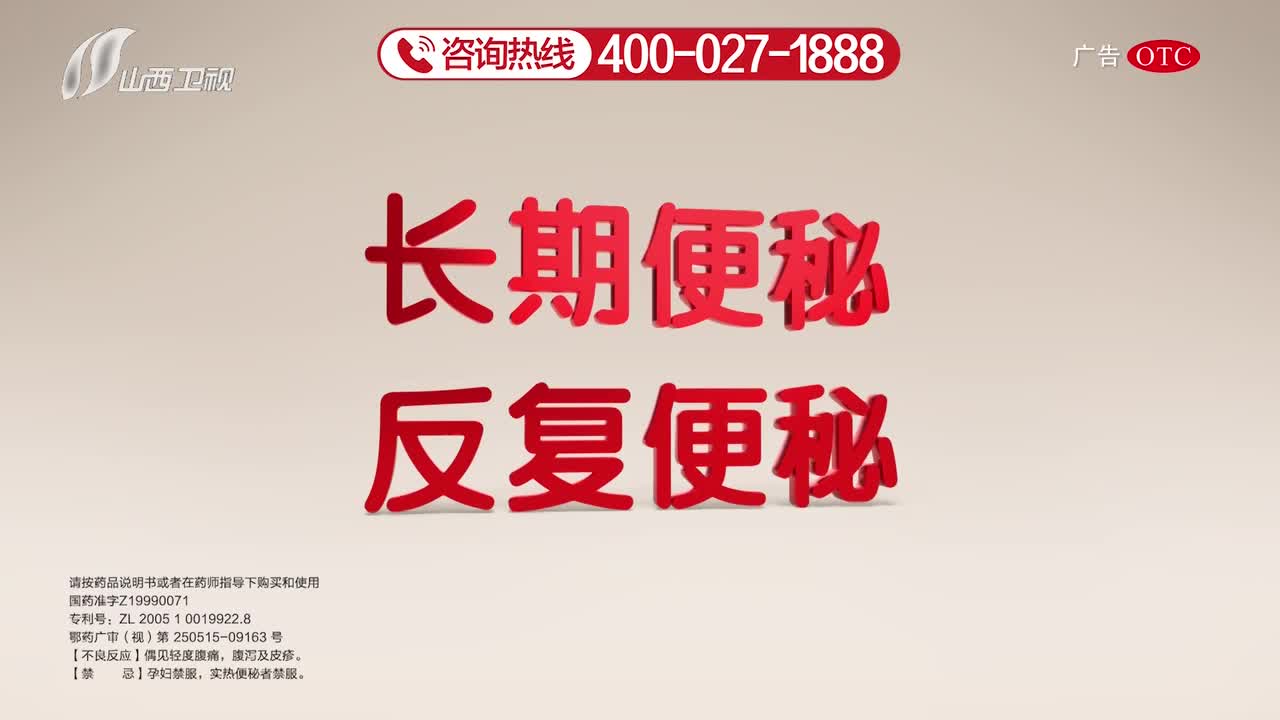 山西卫视
咨询热线 400-027-1888
广告 OTC
长期便秘
反复便秘
请按药品说明书或者在药师指导下购买和使用
国药准字Z19990071
专利号：ZL 2005 1 0019922.8
鄂药广审（视）第 250515-09163 号
【不良反应】偶见轻度腹痛，腹泻及皮疹。
【禁　　忌】孕妇禁服，实热便秘者禁服。